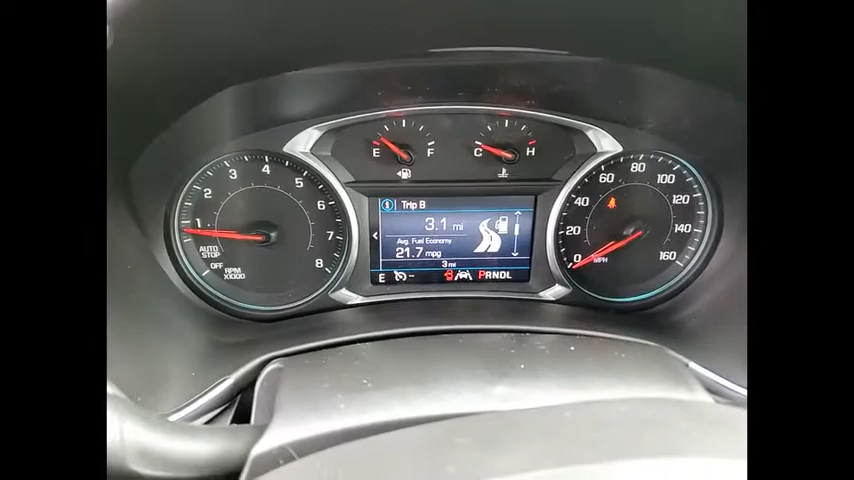 E F
C H
1 2 3 4 5 6 7 8
AUTO
STOP
OFF
RPM
X1000
i Trip B
3.1 mi
Avg. Fuel Economy
21.7 mpg
3 mi
E -- PRNDL
0 20 40 60 80 100 120 140 160
MPH